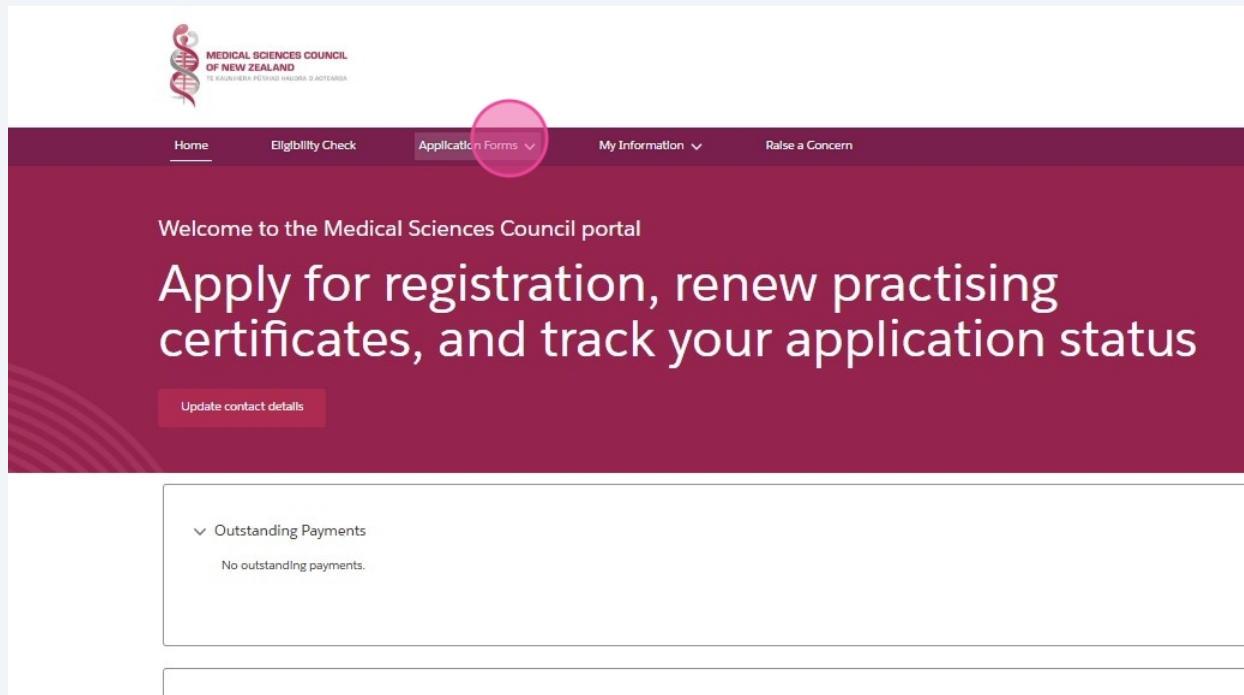 MEDICAL SCIENCES COUNCIL
OF NEW ZEALAND
Home
Eligibility Check
Application Forms
My Information
Raise a Concern
Welcome to the Medical Sciences Council portal
Apply for registration, renew practising
certificates, and track your application status
Update contact details
Outstanding Payments
No outstanding payments.